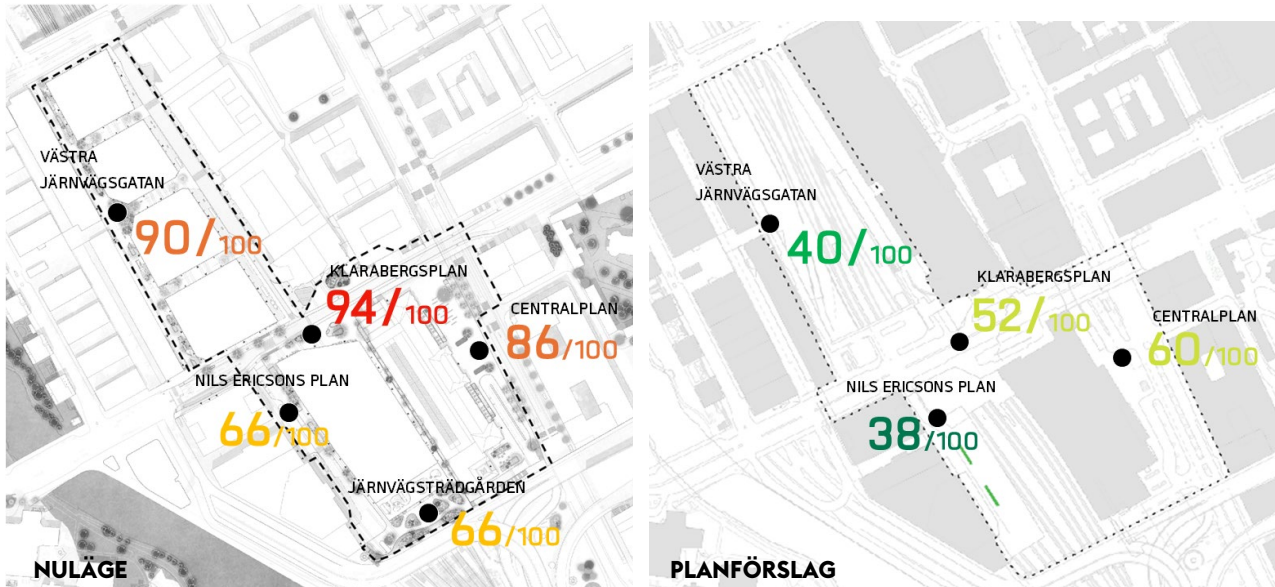 VÄSTRA
JÄRNVÄGSGATAN
90/100
KLARABERGSPLAN
94/100
CENTRALPLAN
86/100
NILS ERICSONS PLAN
66/100
JÄRNVÄGSTRÄDGÅRDEN
66/100
NULÄGE
VÄSTRA
JÄRNVÄGSGATAN
40/100
KLARABERGSPLAN
52/100
CENTRALPLAN
60/100
NILS ERICSONS PLAN
38/100
PLANFÖRSLAG